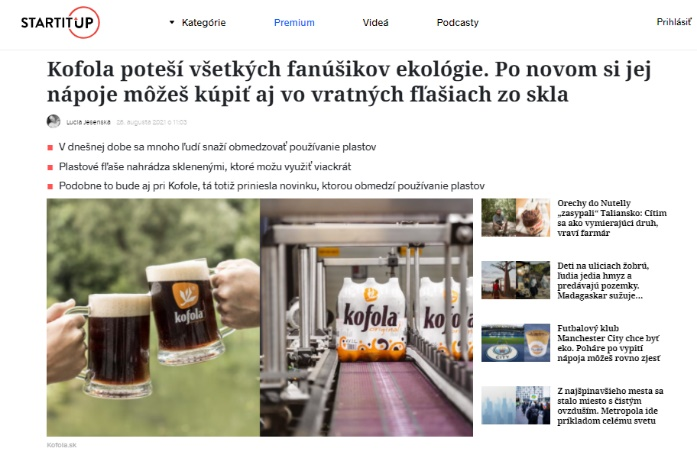 STARTITUP
Kategórie
Premium
Videá
Podcasty
Prihlásiť
Kofola poteší všetkých fanúšikov ekológie. Po novom si jej
nápoje môžeš kúpiť aj vo vratných fľašiach zo skla
Lucia Jesenská 26. augusta 2021 o 11:03
V dnešnej dobe sa mnoho ľudí snaží obmedzovať používanie plastov
Plastové fľaše nahrádza sklenenými, ktoré možu využiť viackrát
Podobne to bude aj pri Kofole, tá totiž priniesla novinku, ktorou obmedzí používanie plastov
kofola
kofola
original
Orechy do Nutelly
„zasypali“ Taliansko: Cítim
sa ako vymierajúci druh,
vraví farmár
Deti na uliciach žobrú,
ľudia jedia hmyz a
predávajú pozemky.
Madagaskar sužuje...
Futbalový klub
Manchester City chce byť
eko. Poháre po vypití
nápoja môžeš rovno zjesť
Z najšpinavšieho mesta sa
stalo miesto s čistým
ovzduším. Metropola ide
príkladom celému svetu
Kofola.sk